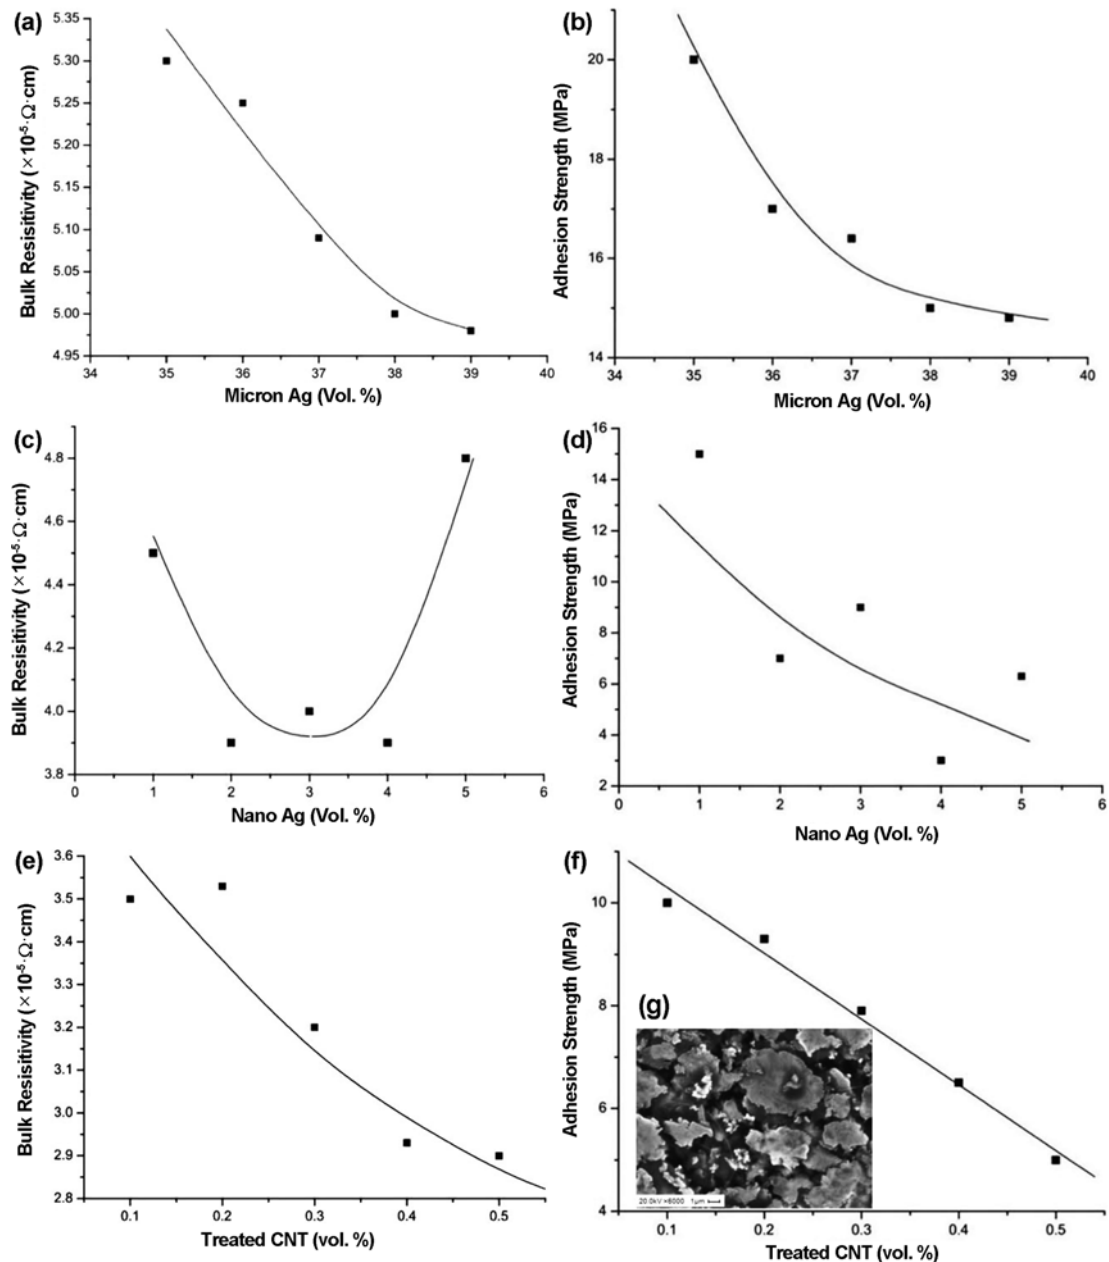 (a)
5.35
5.30
5.25
5.20
5.15
5.10
5.05
5.00
4.95
Bulk Resisitivity (×10⁻⁵·Ω·cm)
34 35 36 37 38 39 40
Micron Ag (Vol. %)
(b)
20
18
16
14
Adhesion Strength (MPa)
34 35 36 37 38 39 40
Micron Ag (Vol. %)
(c)
4.8
4.6
4.4
4.2
4.0
3.8
Bulk Resisitivity (×10⁻⁵·Ω·cm)
0 1 2 3 4 5 6
Nano Ag (Vol. %)
(d)
16
14
12
10
8
6
4
2
Adhesion Strength (MPa)
0 1 2 3 4 5 6
Nano Ag (Vol. %)
(e)
3.6
3.5
3.4
3.3
3.2
3.1
3.0
2.9
2.8
Bulk Resisitivity (×10⁻⁵·Ω·cm)
0.1 0.2 0.3 0.4 0.5
Treated CNT (vol. %)
(f)
10
8
6
4
Adhesion Strength (MPa)
(g)
20.0kV ×6000 1µm
0.1 0.2 0.3 0.4 0.5
Treated CNT (vol. %)